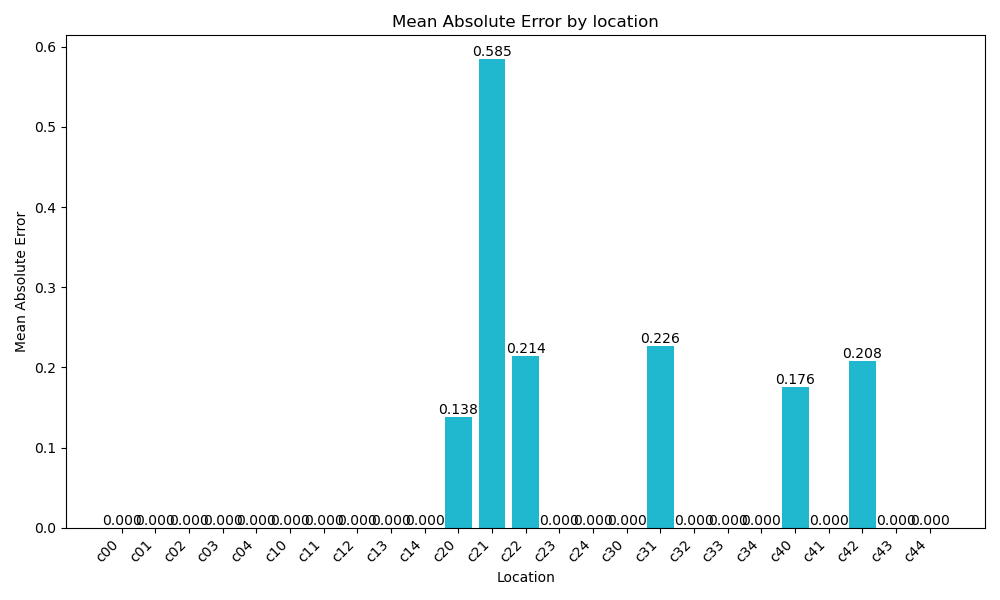 Mean Absolute Error by location
Mean Absolute Error
0.6
0.5
0.4
0.3
0.2
0.1
0.0
0.000 0.000 0.000 0.000 0.000 0.000 0.000 0.000 0.000 0.000 0.138 0.585 0.214 0.000 0.000 0.000 0.226 0.000 0.000 0.000 0.176 0.000 0.208 0.000 0.000
c00 c01 c02 c03 c04 c10 c11 c12 c13 c14 c20 c21 c22 c23 c24 c30 c31 c32 c33 c34 c40 c41 c42 c43 c44
Location